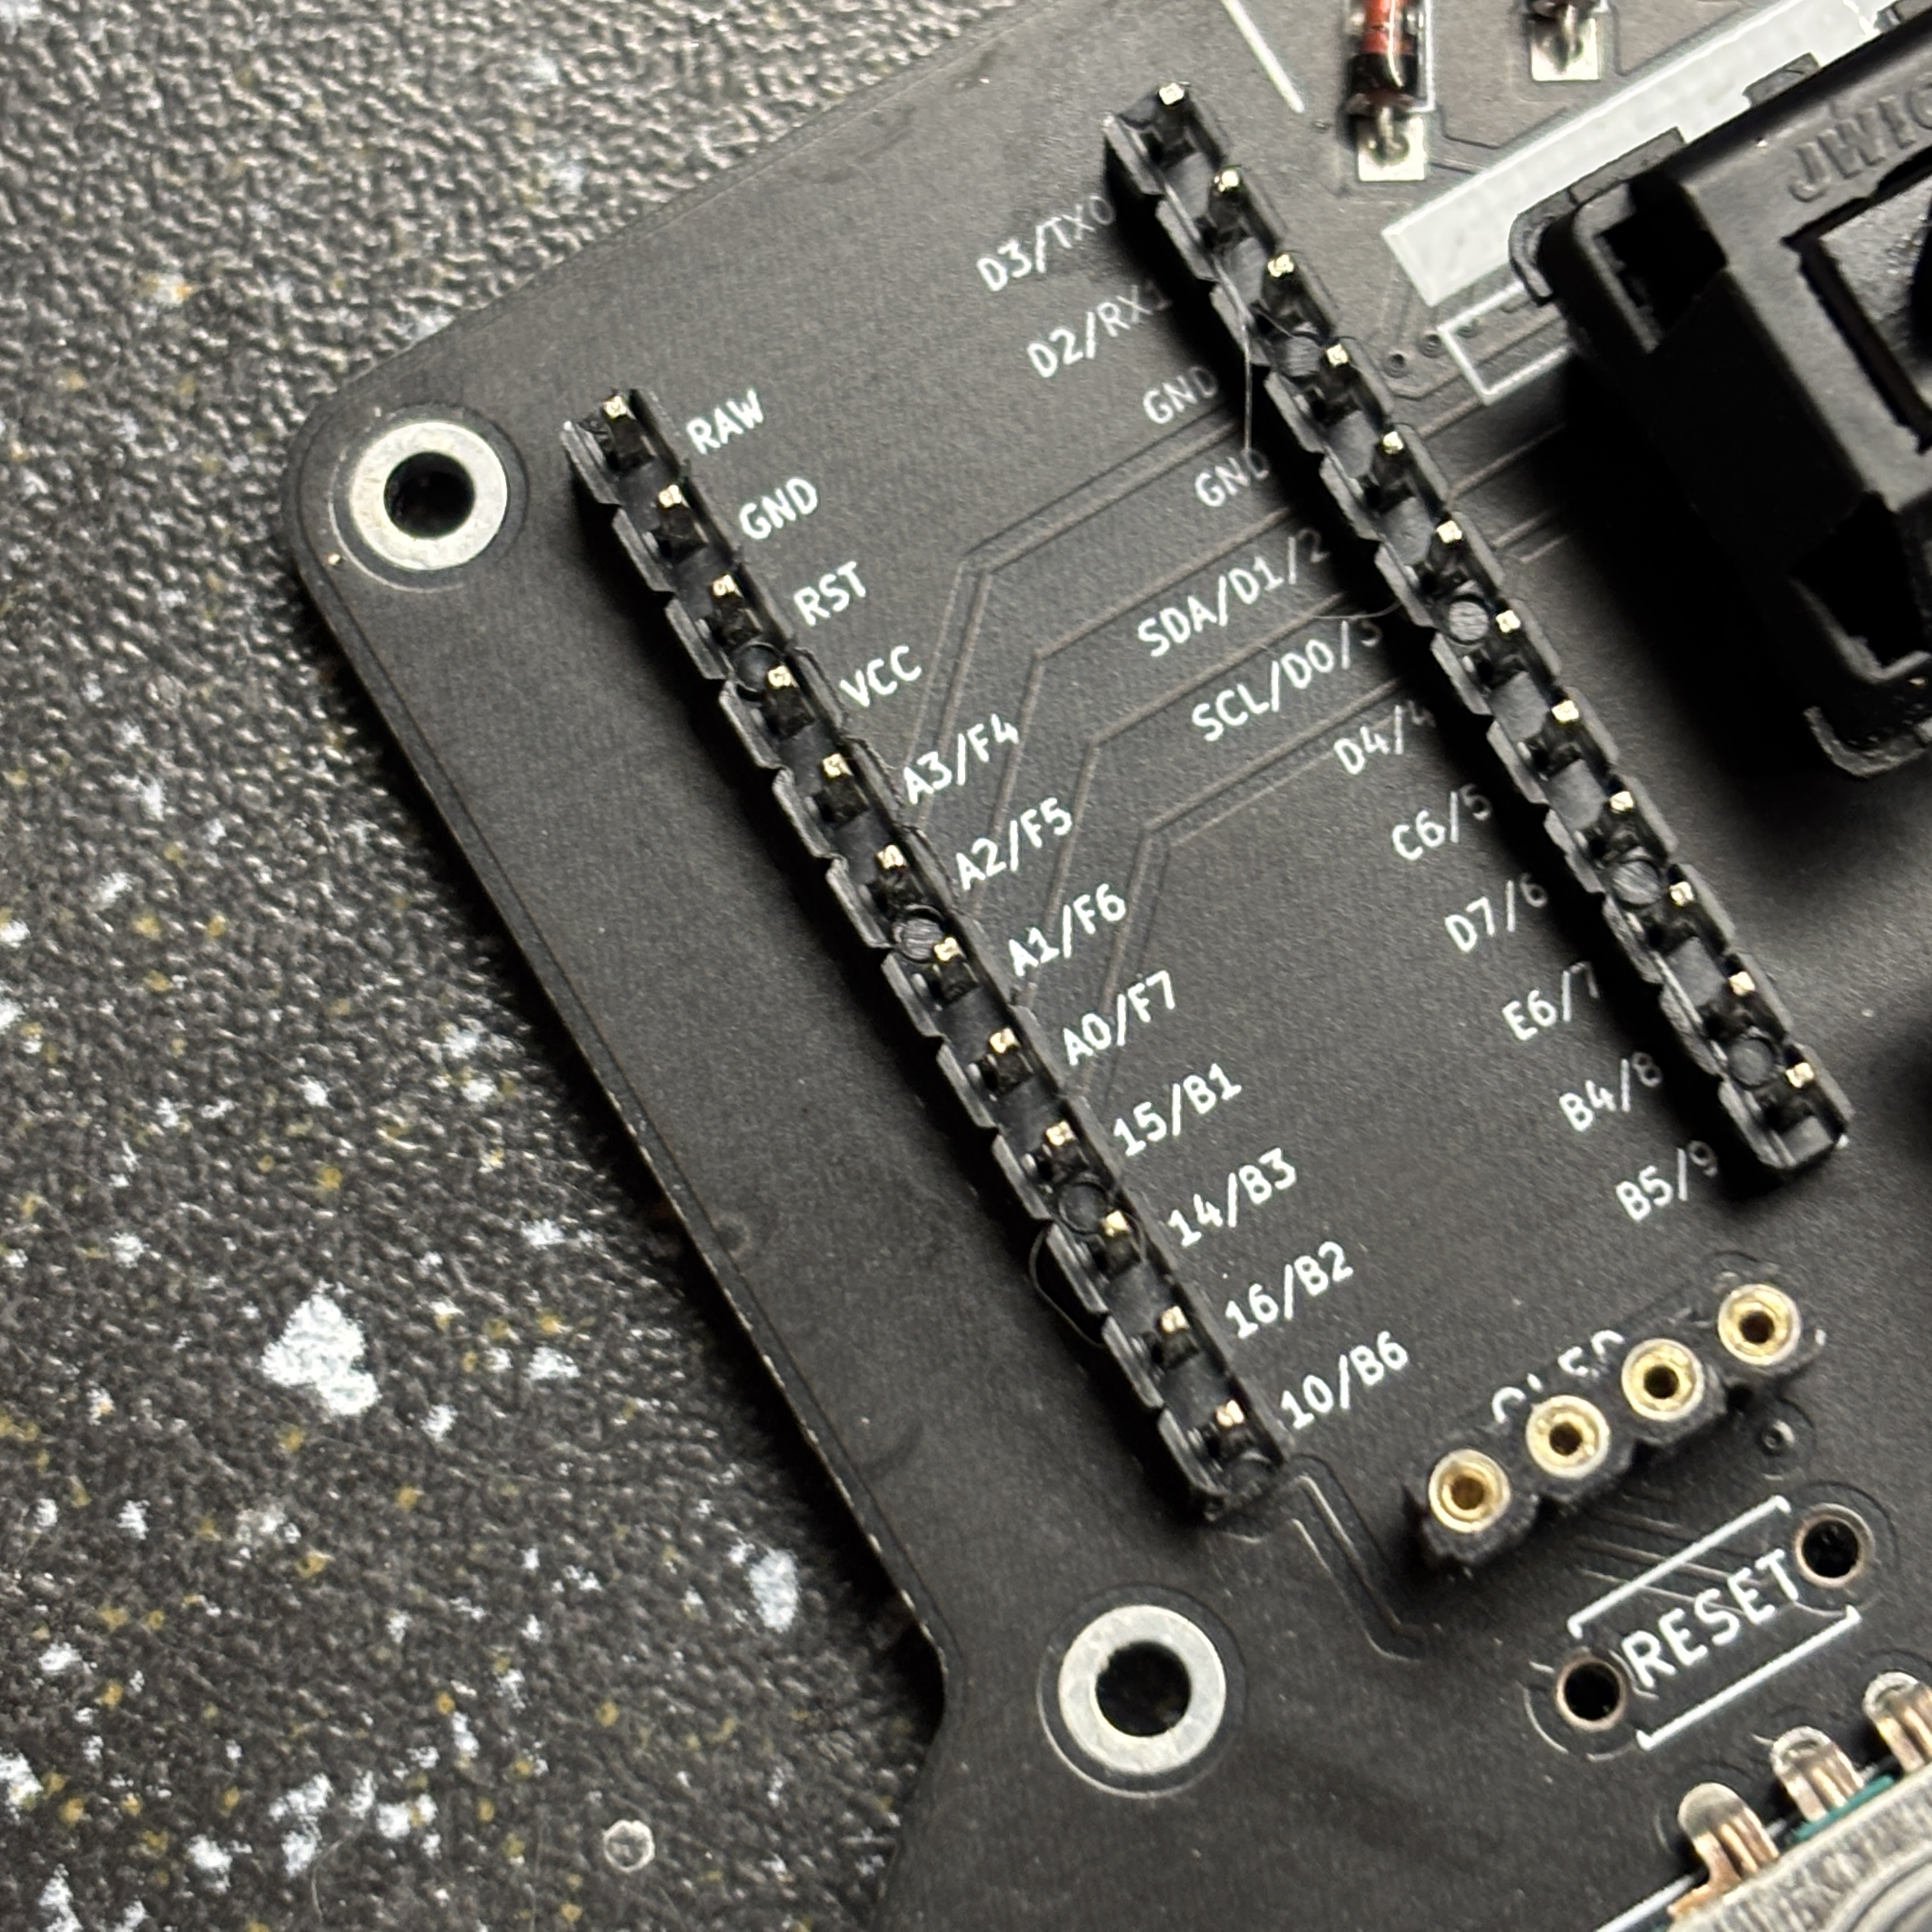 D3/TX0
D2/RX
GND
GND
SDA/D1/2
SCL/D0/3
D4/4
C6/5
D7/6
E6/7
B4/8
B5/9
RAW
GND
RST
VCC
A3/F4
A2/F5
A1/F6
A0/F7
15/B1
14/B3
16/B2
10/B6
RESET